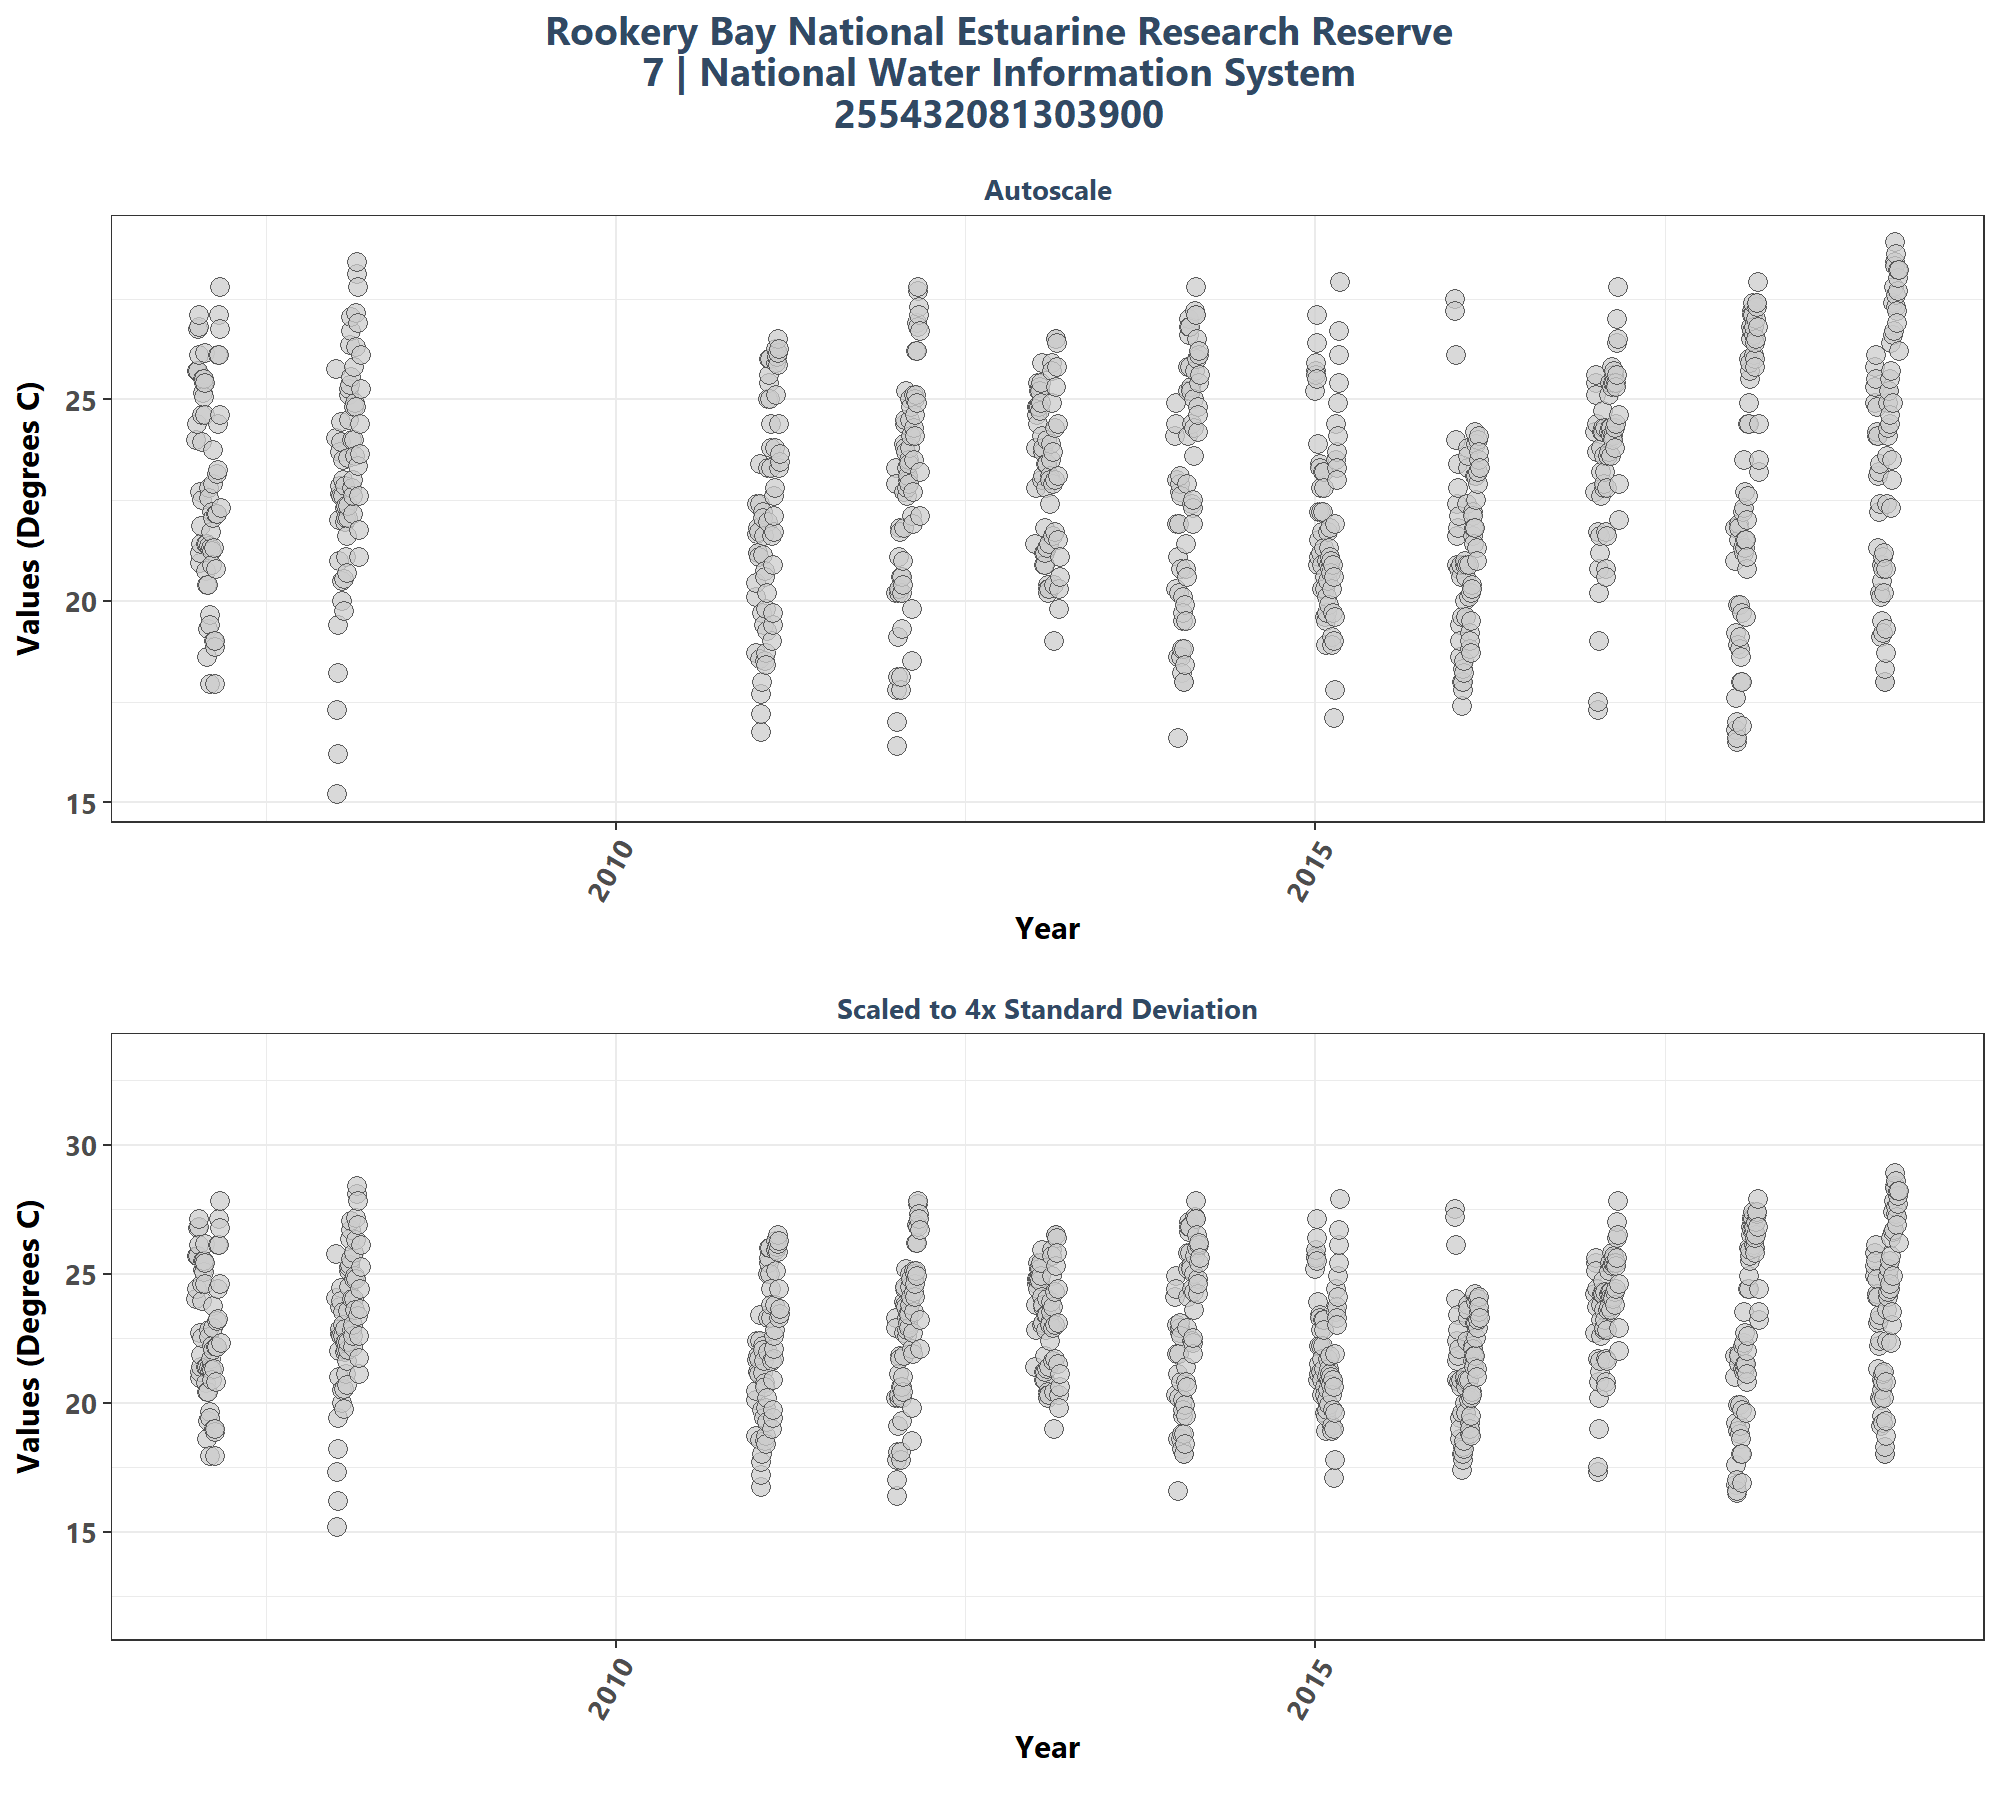 Rookery Bay National Estuarine Research Reserve
7 | National Water Information System
255432081303900
Autoscale
Values (Degrees C)
25
20
15
2010
2015
Year
Scaled to 4x Standard Deviation
Values (Degrees C)
30
25
20
15
2010
2015
Year